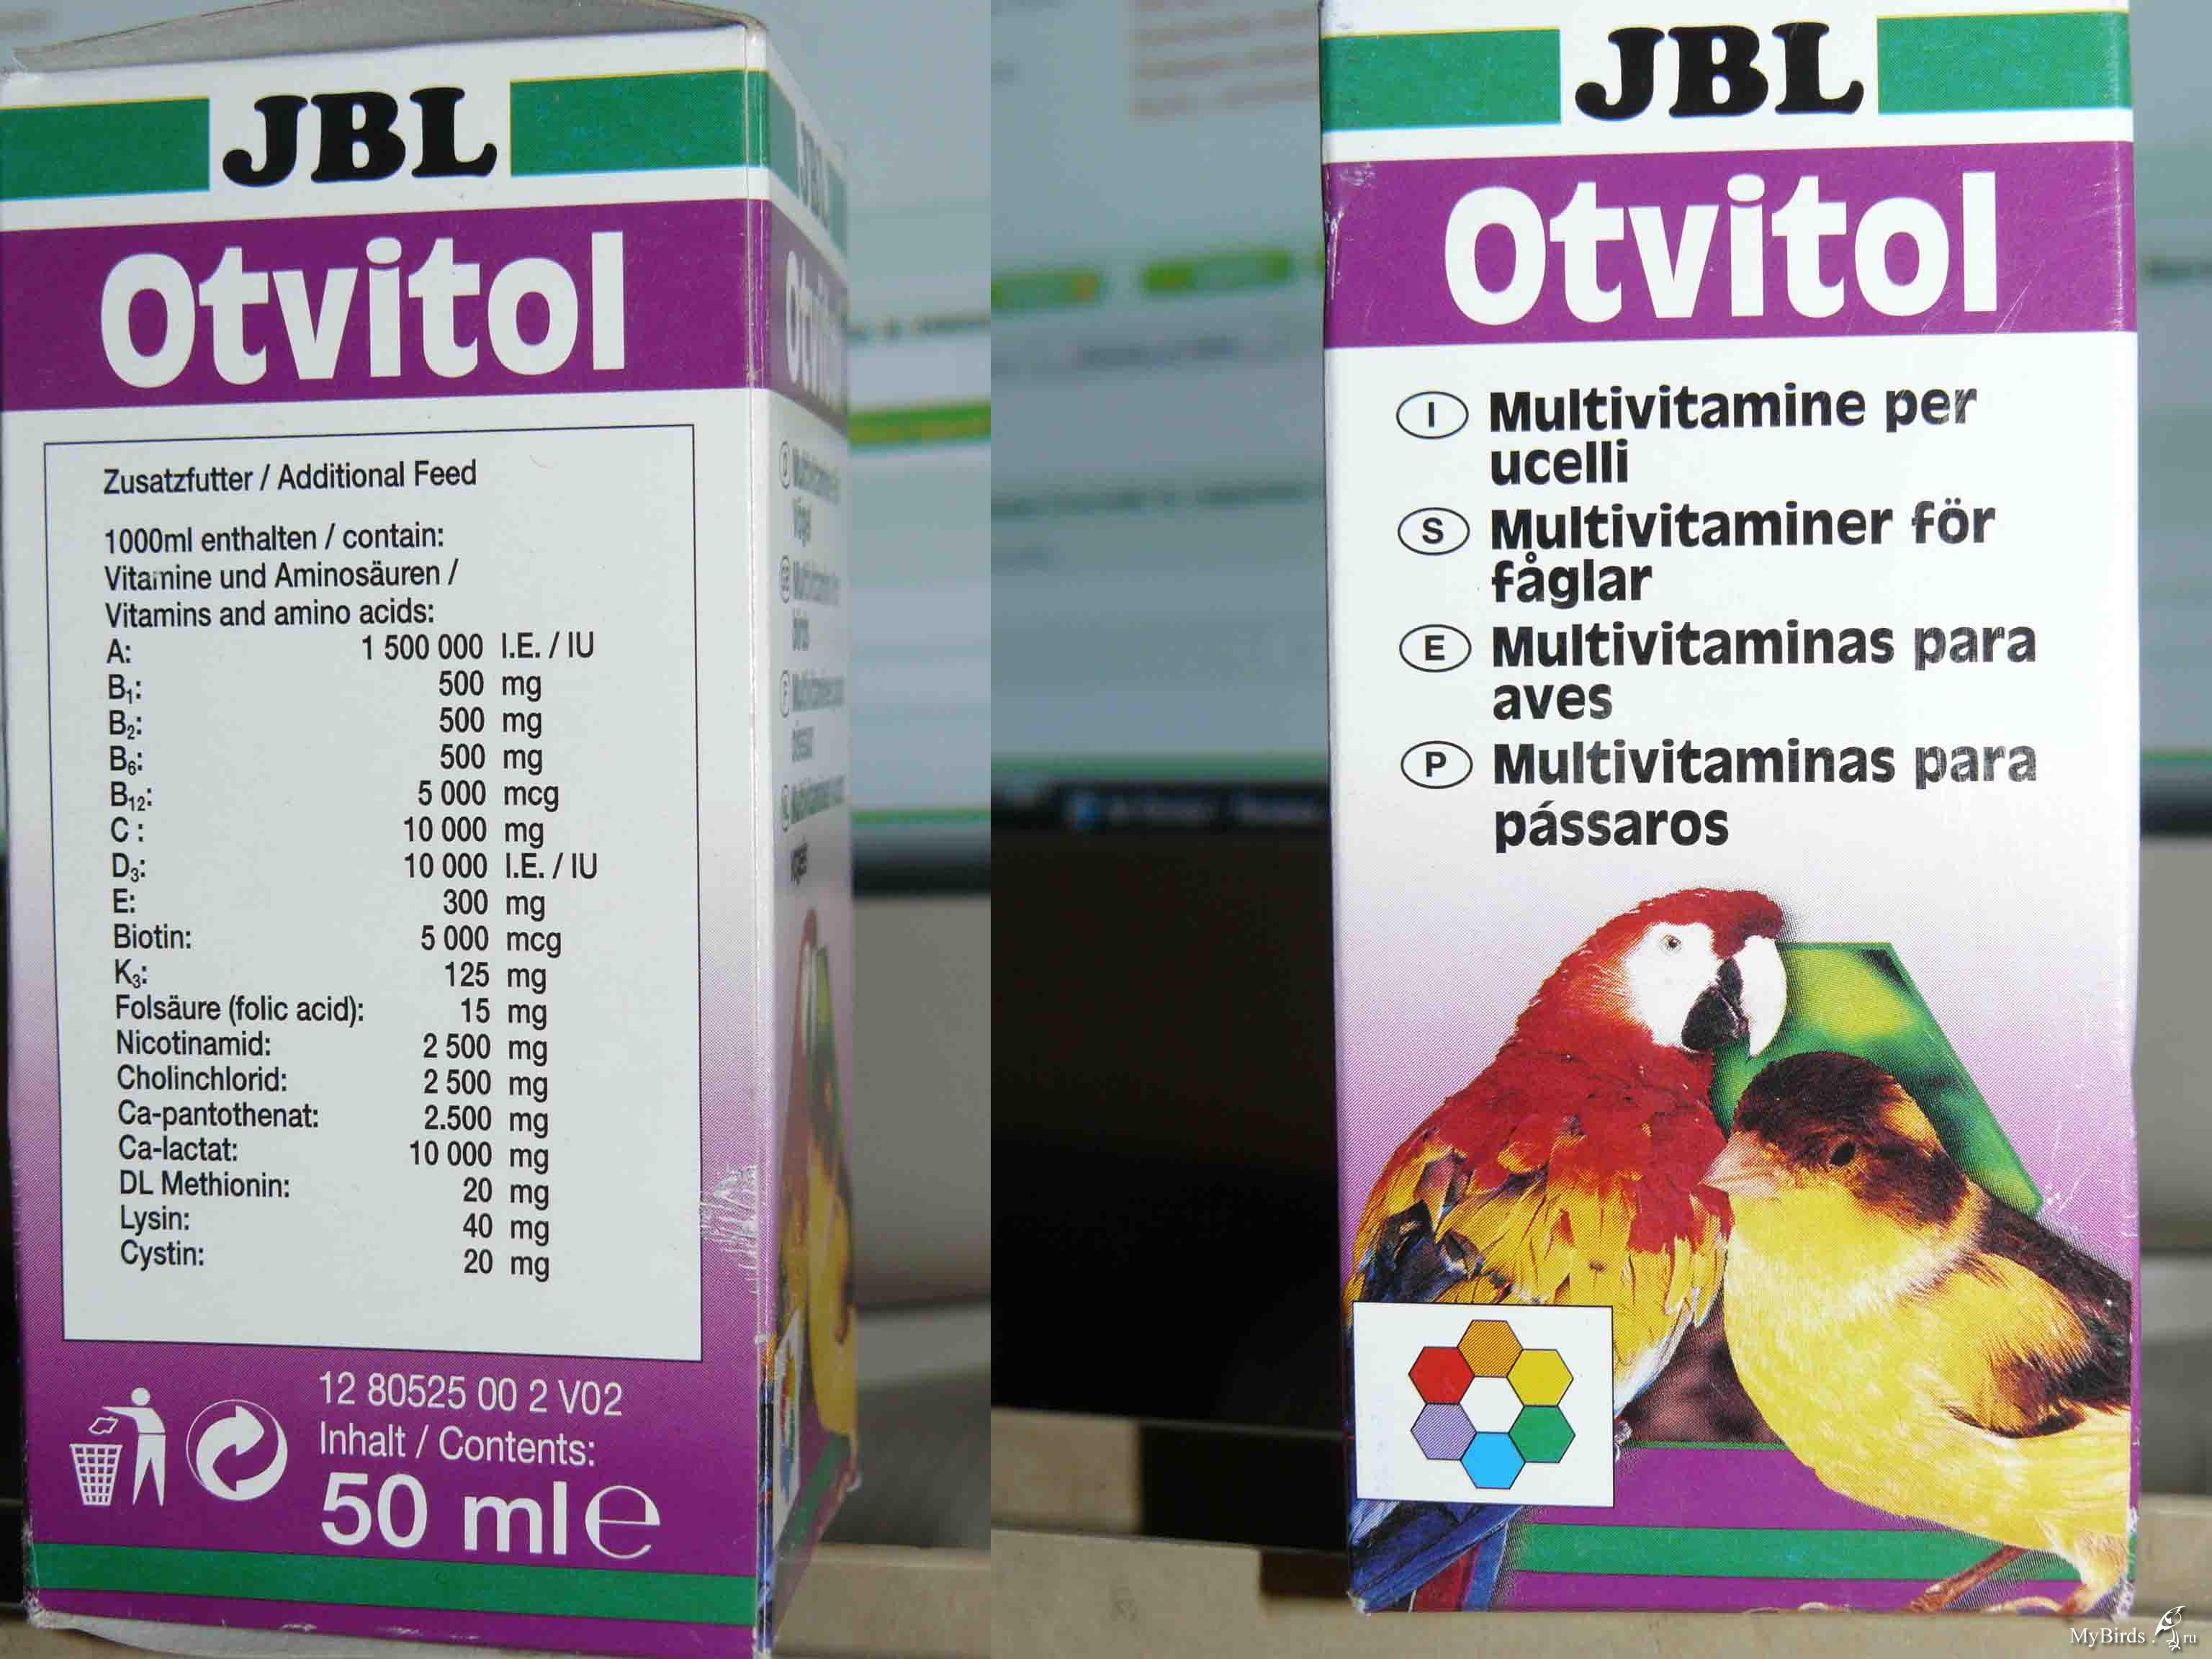 JBL
Otvitol
Zusatzfutter / Additional Feed
1000ml enthalten / contain:
Vitamine und Aminosäuren /
Vitamins and amino acids:
A: 1 500 000 I.E. / IU
B₁: 500 mg
B₂: 500 mg
B₆: 500 mg
B₁₂: 5 000 mcg
C : 10 000 mg
D₃: 10 000 I.E. / IU
E: 300 mg
Biotin: 5 000 mcg
K₃: 125 mg
Folsäure (folic acid): 15 mg
Nicotinamid: 2 500 mg
Cholinchlorid: 2 500 mg
Ca-pantothenat: 2.500 mg
Ca-lactat: 10 000 mg
DL Methionin: 20 mg
Lysin: 40 mg
Cystin: 20 mg
12 80525 00 2 V02
Inhalt / Contents:
50 ml e
JBL
Otvitol
I Multivitamine per
ucelli
S Multivitaminer för
fåglar
E Multivitaminas para
aves
P Multivitaminas para
pássaros
MyBirds.ru